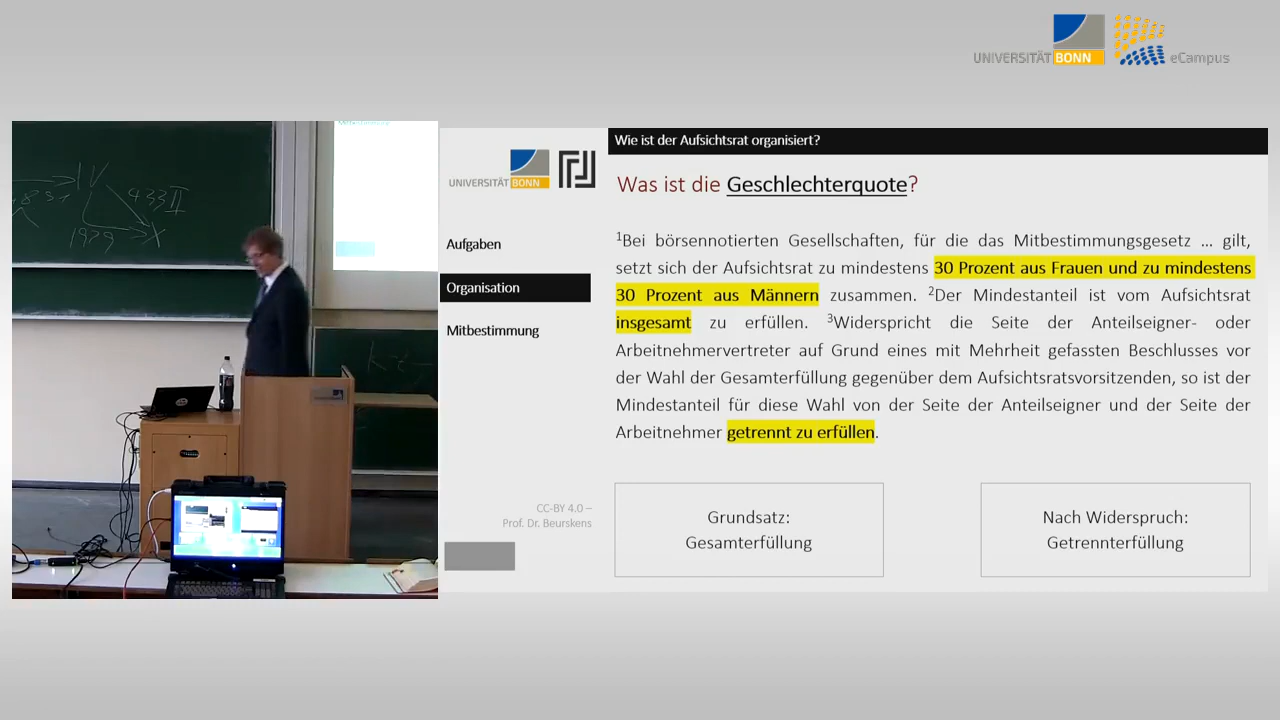 UNIVERSITÄT BONN
eCampus
UNIVERSITÄT BONN
Aufgaben
Organisation
Mitbestimmung
CC-BY 4.0 –
Prof. Dr. Beurskens
Wie ist der Aufsichtsrat organisiert?
Was ist die Geschlechterquote?
¹Bei börsennotierten Gesellschaften, für die das Mitbestimmungsgesetz ... gilt,
setzt sich der Aufsichtsrat zu mindestens 30 Prozent aus Frauen und zu mindestens
30 Prozent aus Männern zusammen. ²Der Mindestanteil ist vom Aufsichtsrat
insgesamt zu erfüllen. ³Widerspricht die Seite der Anteilseigner- oder
Arbeitnehmervertreter auf Grund eines mit Mehrheit gefassten Beschlusses vor
der Wahl der Gesamterfüllung gegenüber dem Aufsichtsratsvorsitzenden, so ist der
Mindestanteil für diese Wahl von der Seite der Anteilseigner und der Seite der
Arbeitnehmer getrennt zu erfüllen.
Grundsatz:
Gesamterfüllung
Nach Widerspruch:
Getrennterfüllung
433 II
1929